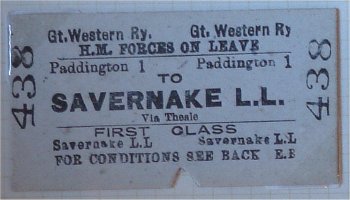 Gt. Western Ry. Gt. Western Ry
H.M. FORCES ON LEAVE
Paddington 1 Paddington 1
TO
SAVERNAKE L.L.
Via Theale
FIRST CLASS
Savernake L.L Savernake L.L
FOR CONDITIONS SEE BACK E.F
438
438